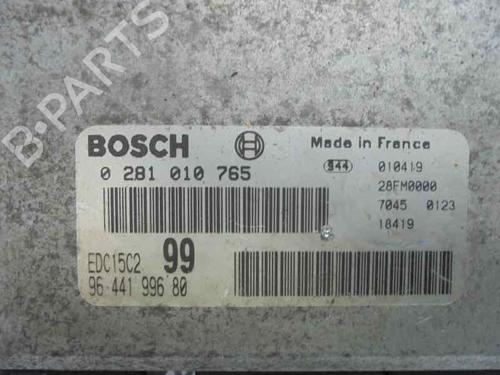 B-PARTS
BOSCH
Made in France
0 281 010 765
S44 010419
28FM0000
7045 0123
18419
EDC15C2 99
96 441 996 80